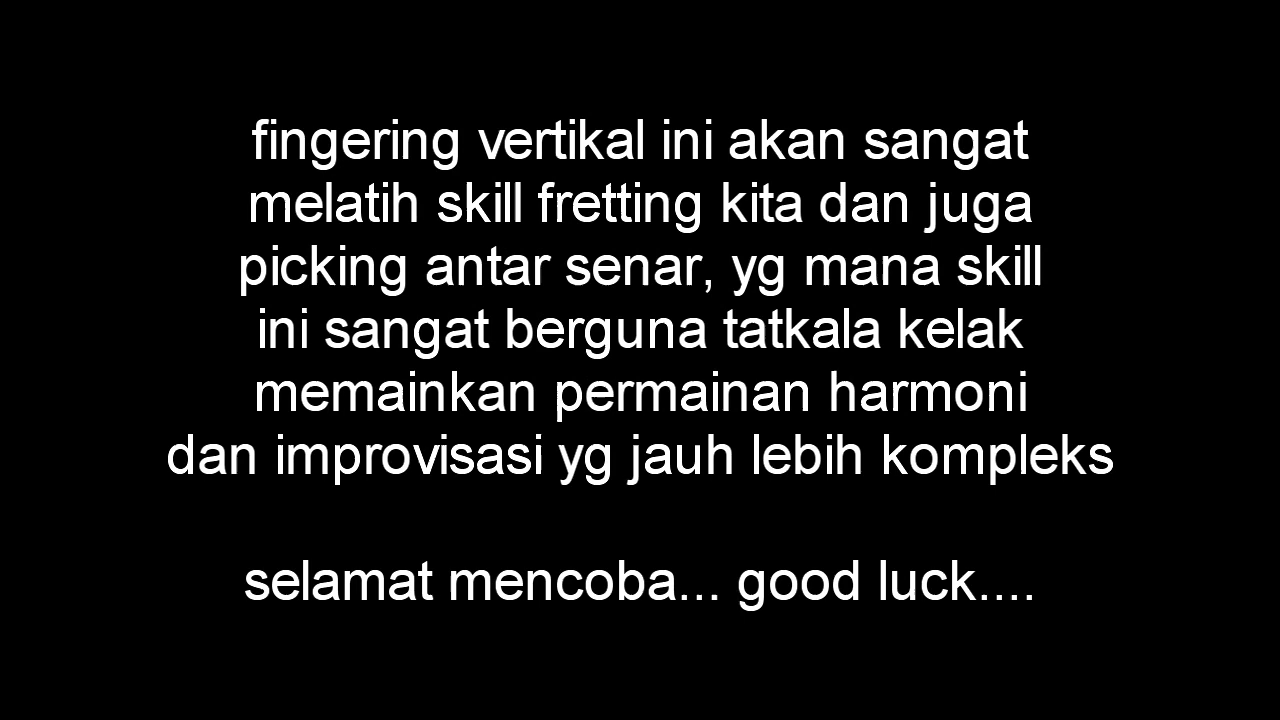 fingering vertikal ini akan sangat
melatih skill fretting kita dan juga
picking antar senar, yg mana skill
ini sangat berguna tatkala kelak
memainkan permainan harmoni
dan improvisasi yg jauh lebih kompleks
selamat mencoba... good luck....